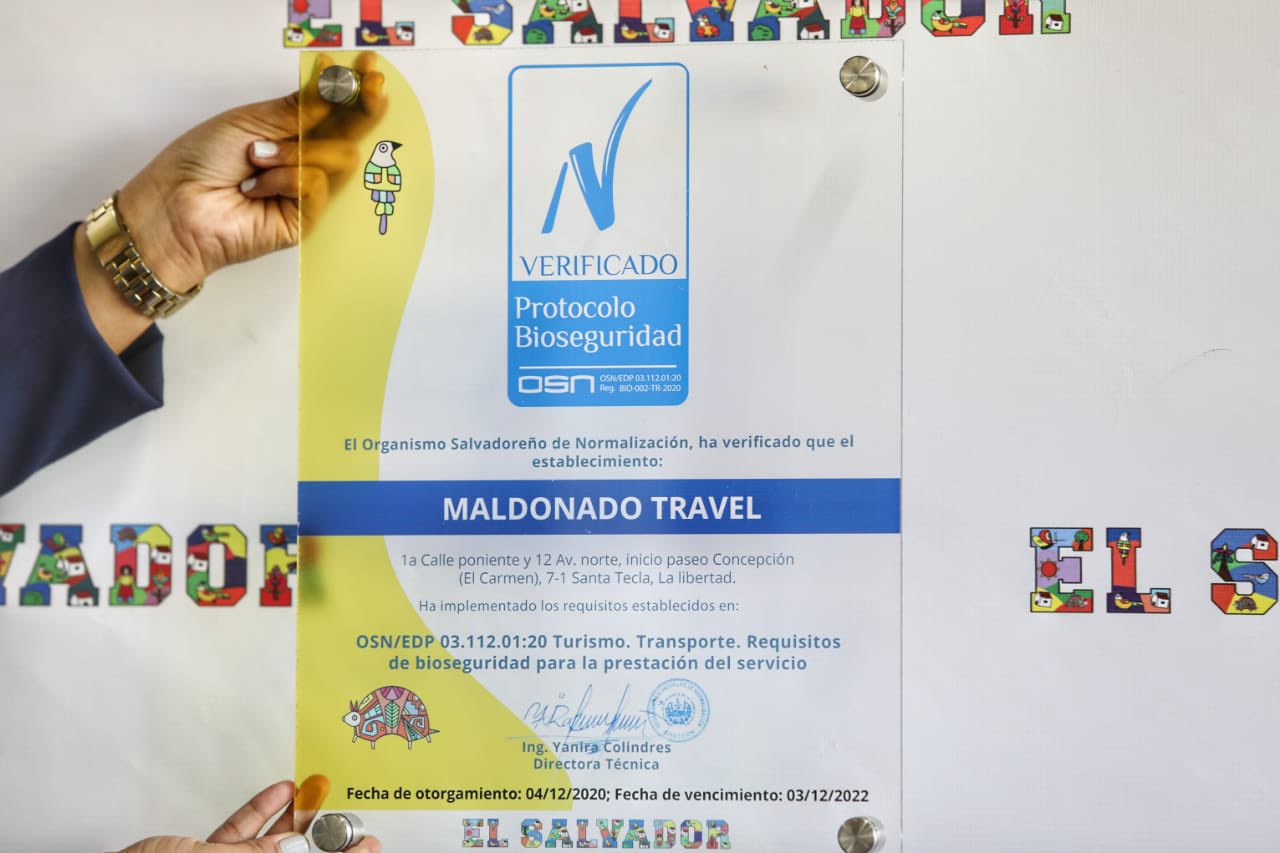 EL SALVADOR
VERIFICADO
Protocolo
Bioseguridad
OSN
OSN/EDP 03.112.01:20
Reg. BIO-002-TR-2020
El Organismo Salvadoreño de Normalización, ha verificado que el
establecimiento:
MALDONADO TRAVEL
1a Calle poniente y 12 Av. norte, inicio paseo Concepción
(El Carmen), 7-1 Santa Tecla, La libertad.
Ha implementado los requisitos establecidos en:
VADOR
EL S
OSN/EDP 03.112.01:20 Turismo. Transporte. Requisitos
de bioseguridad para la prestación del servicio
Ing. Yanira Colindres
Directora Técnica
Fecha de otorgamiento: 04/12/2020; Fecha de vencimiento: 03/12/2022
EL SALVADOR